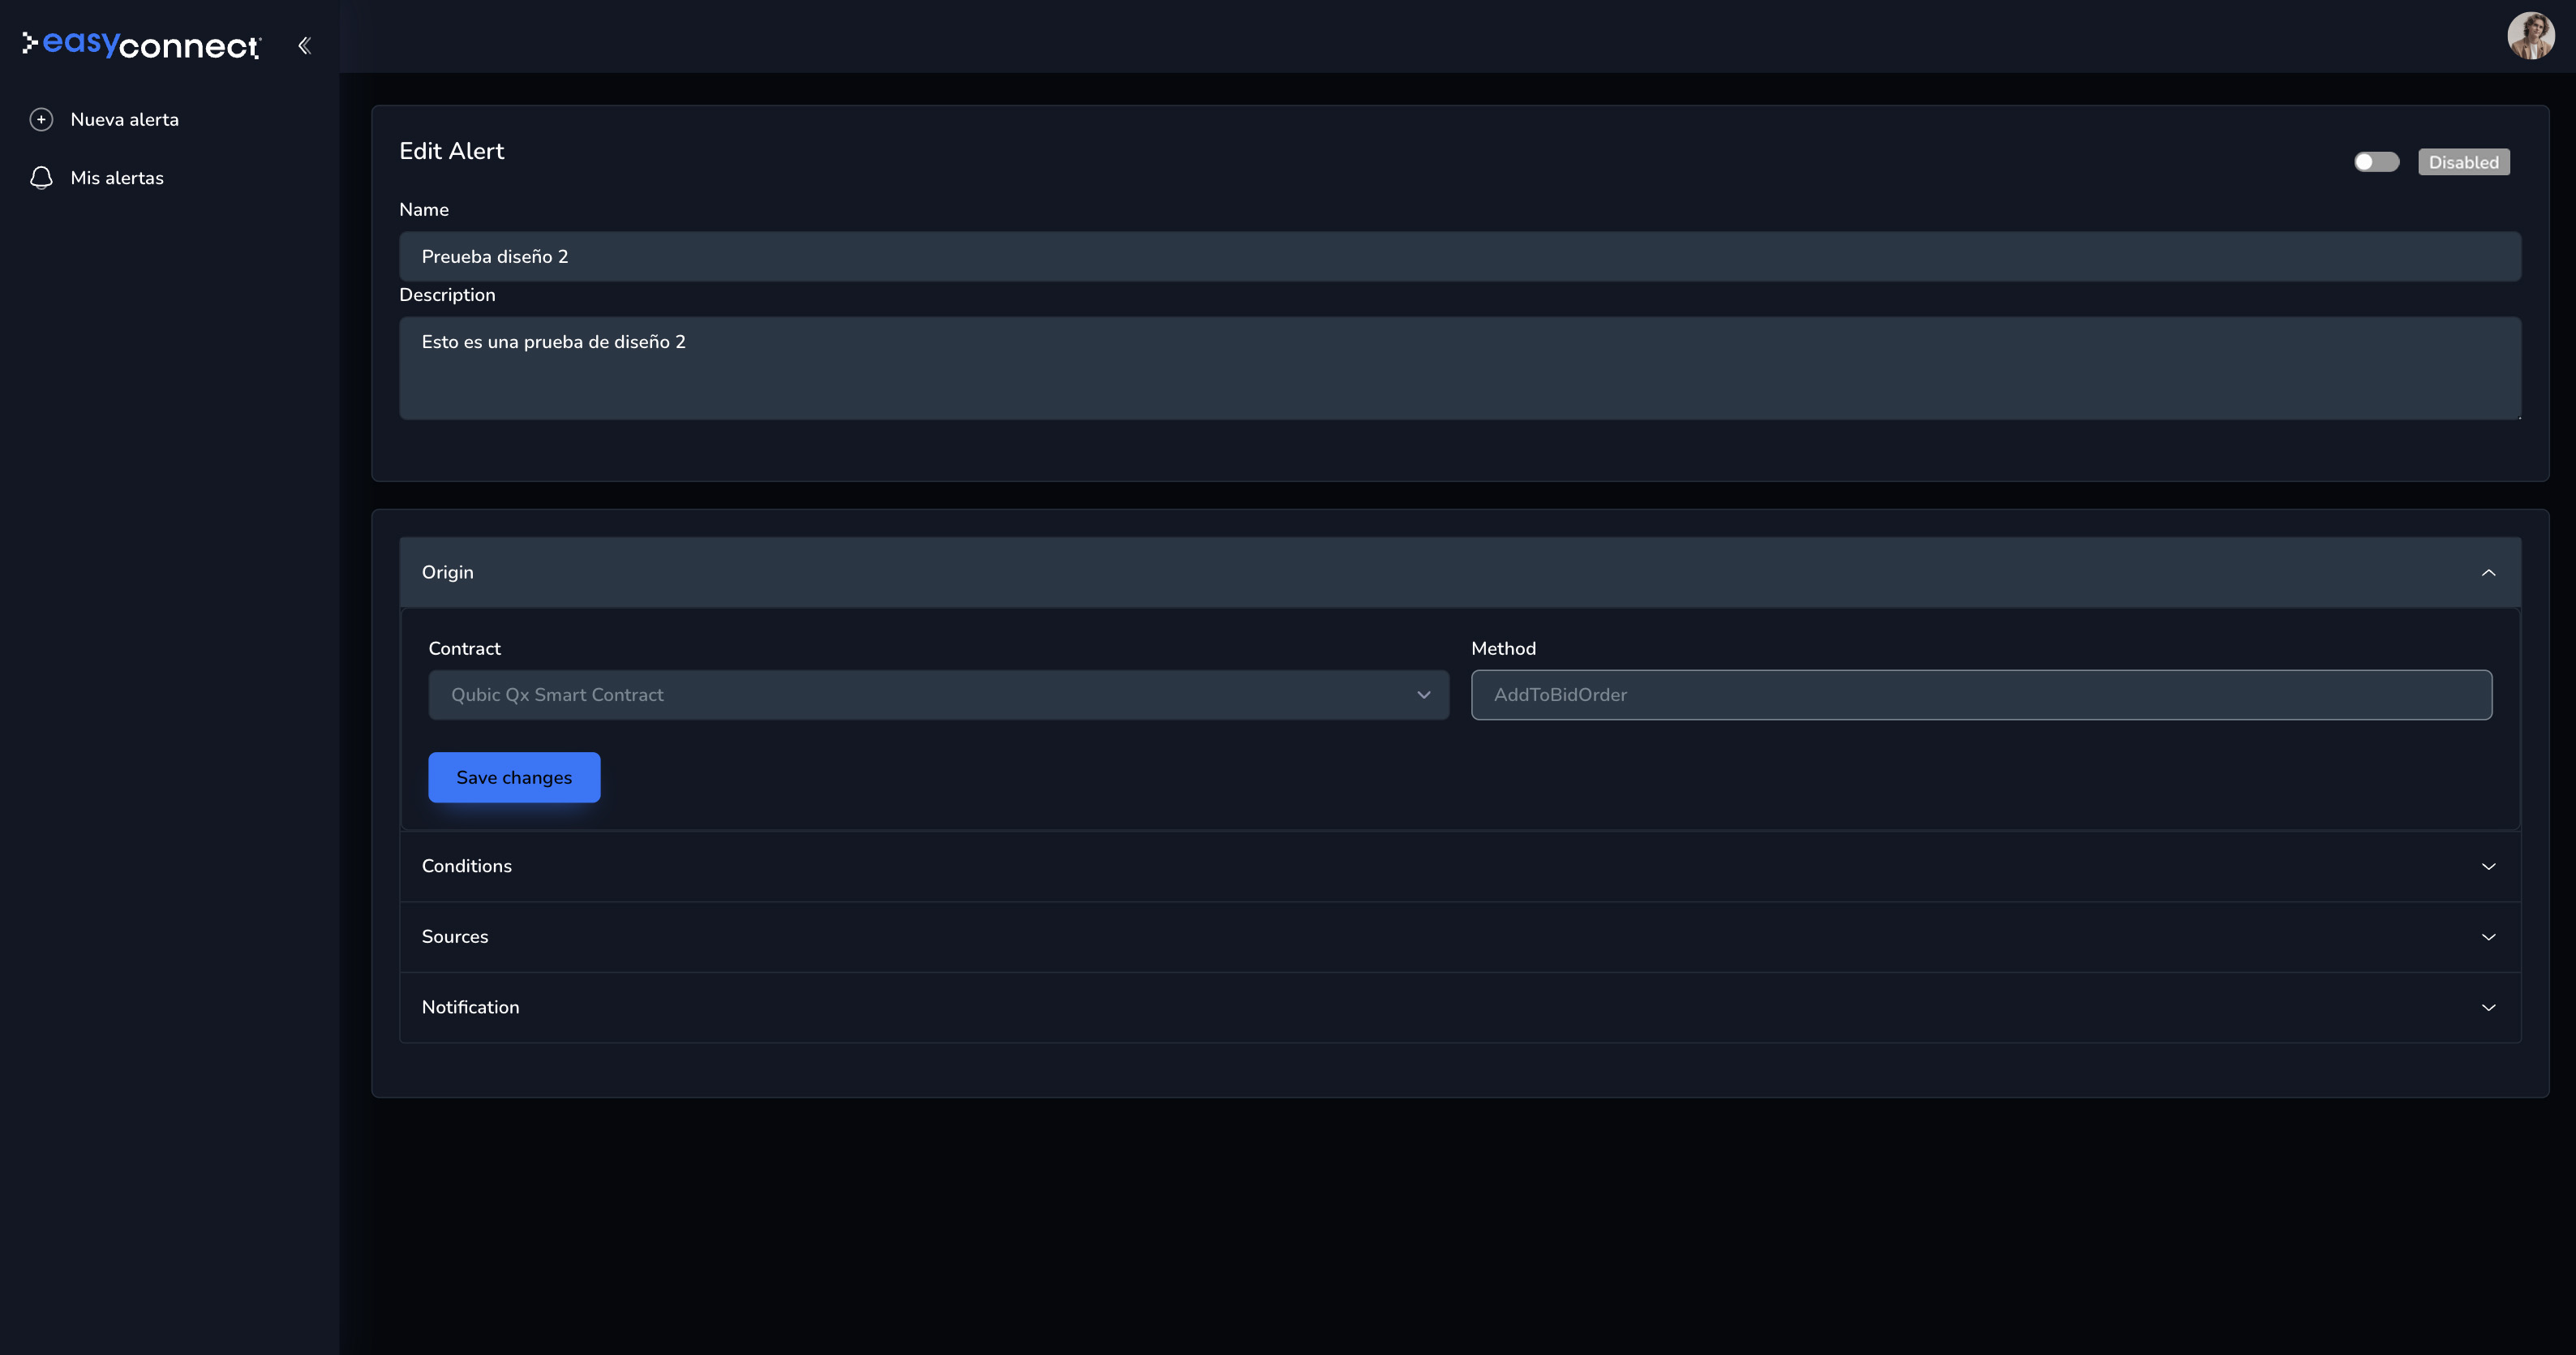 easyconnect
Nueva alerta
Mis alertas
Edit Alert
Disabled
Name
Preueba diseño 2
Description
Esto es una prueba de diseño 2
Origin
Contract
Method
Qubic Qx Smart Contract
AddToBidOrder
Save changes
Conditions
Sources
Notification